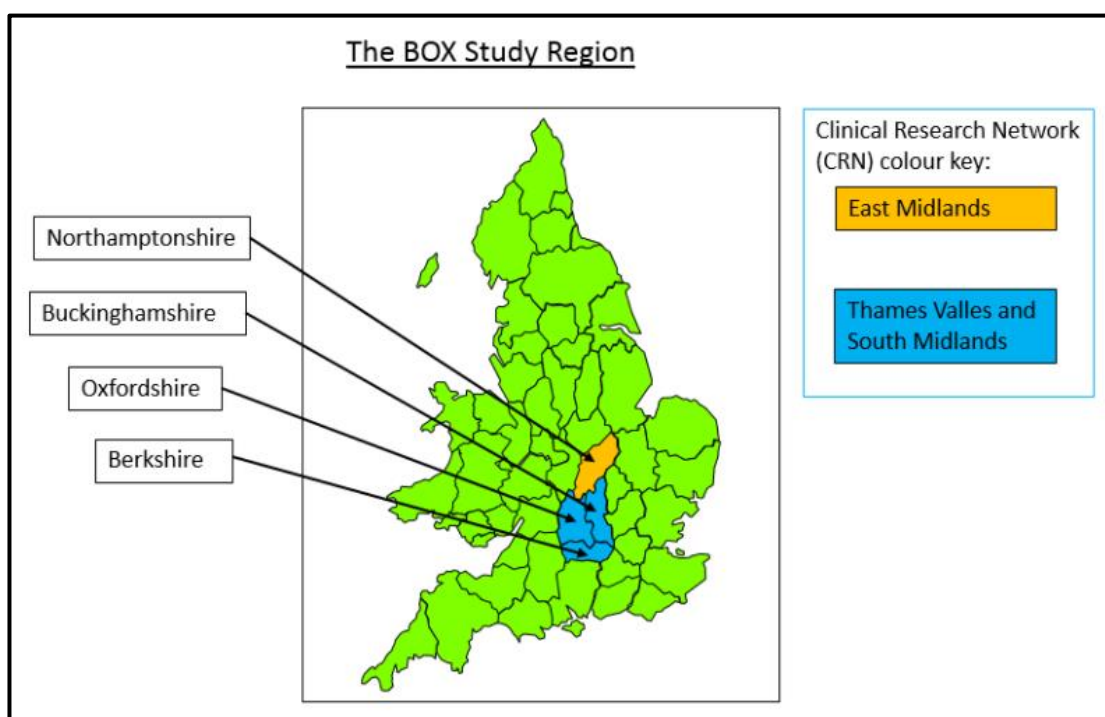 The BOX Study Region
Clinical Research Network
(CRN) colour key:
East Midlands
Thames Valles and
South Midlands
Northamptonshire
Buckinghamshire
Oxfordshire
Berkshire